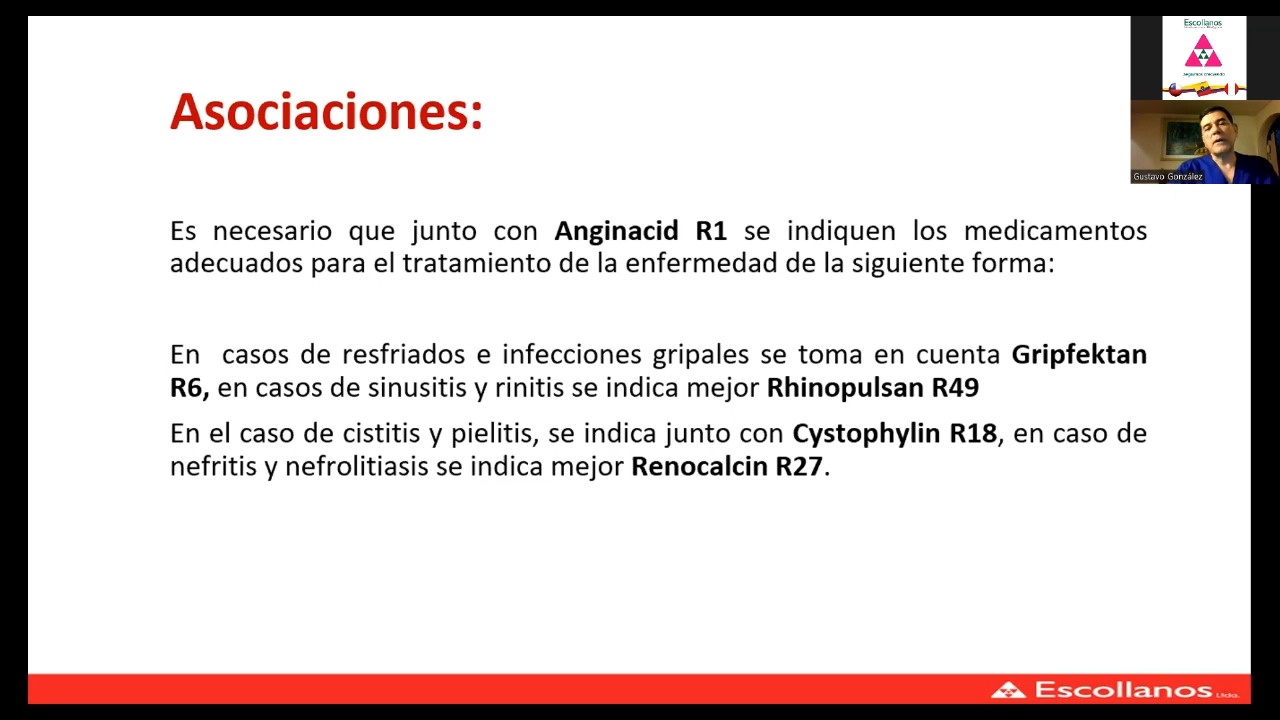 Escollanos
Asociaciones:
Gustavo González
Es necesario que junto con Anginacid R1 se indiquen los medicamentos
adecuados para el tratamiento de la enfermedad de la siguiente forma:
En casos de resfriados e infecciones gripales se toma en cuenta Gripfektan
R6, en casos de sinusitis y rinitis se indica mejor Rhinopulsan R49
En el caso de cistitis y pielitis, se indica junto con Cystophylin R18, en caso de
nefritis y nefrolitiasis se indica mejor Renocalcin R27.
Escollanos Ltda.